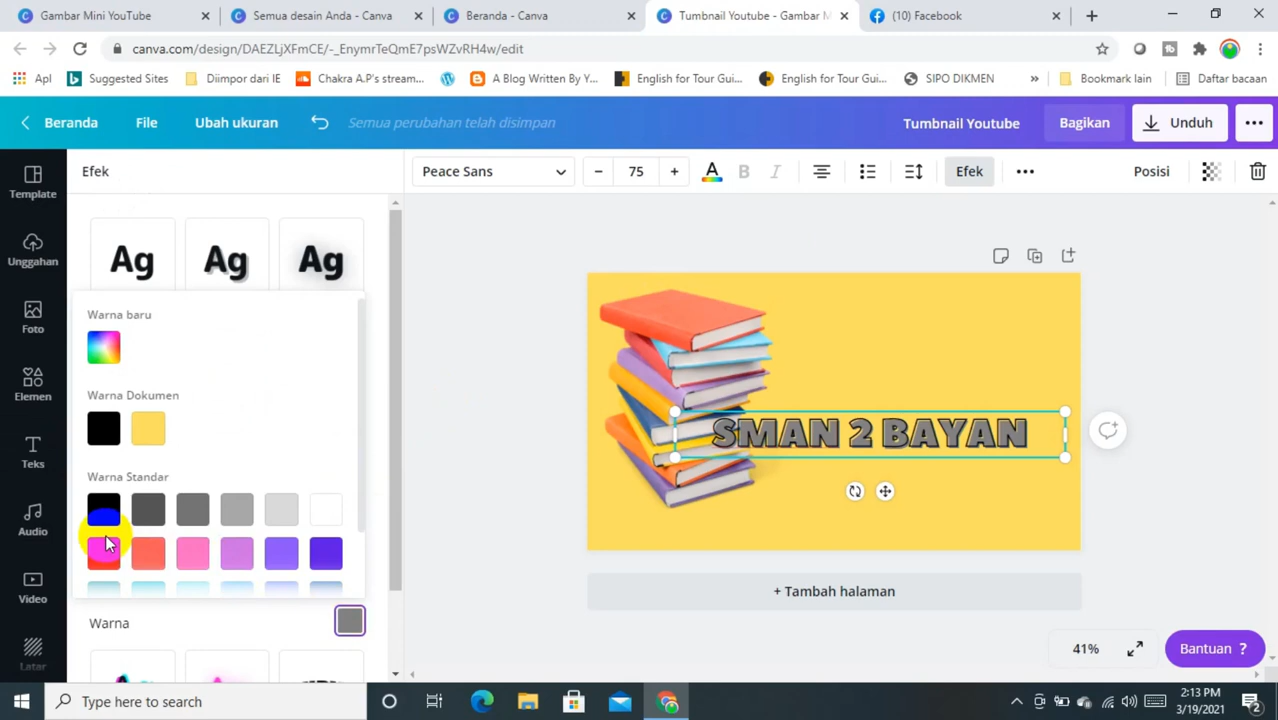 Gambar Mini YouTube
Semua desain Anda - Canva
Beranda - Canva
Tumbnail Youtube - Gambar M
(10) Facebook
canva.com/design/DAEZLjXFmCE/-_EnymrTeQmE7psWZvRH4w/edit
Apl
Suggested Sites
Diimpor dari IE
Chakra A.P's stream...
A Blog Written By Y...
English for Tour Gui...
English for Tour Gui...
SIPO DIKMEN
»
Bookmark lain
Daftar bacaan
Beranda
File
Ubah ukuran
Semua perubahan telah disimpan
Tumbnail Youtube
Bagikan
Unduh
Template
Unggahan
Foto
Elemen
Teks
Audio
Video
Latar
Efek
Peace Sans
75
A
B
I
Efek
Posisi
Ag
Ag
Ag
Warna baru
Warna Dokumen
Warna Standar
Warna
SMAN 2 BAYAN
+ Tambah halaman
41%
Bantuan ?
Type here to search
2:13 PM
3/19/2021
2